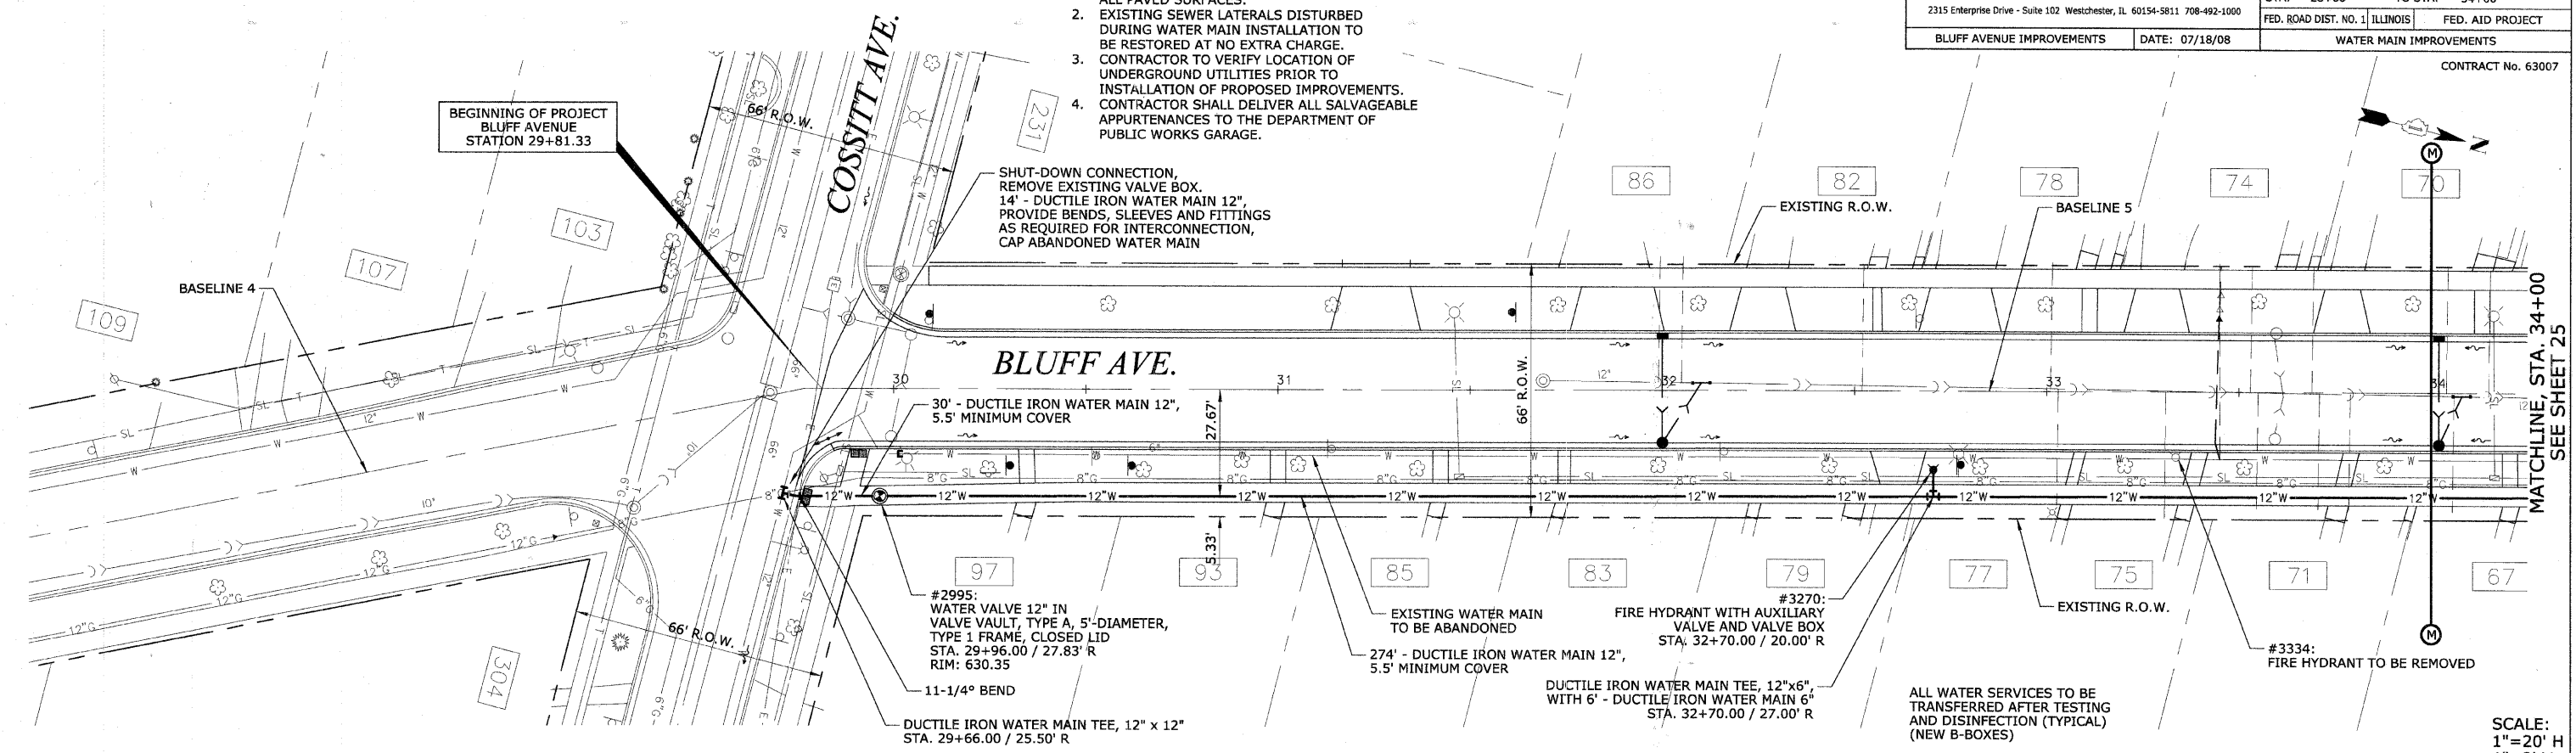 2. EXISTING SEWER LATERALS DISTURBED
DURING WATER MAIN INSTALLATION TO
BE RESTORED AT NO EXTRA CHARGE.
3. CONTRACTOR TO VERIFY LOCATION OF
UNDERGROUND UTILITIES PRIOR TO
INSTALLATION OF PROPOSED IMPROVEMENTS.
4. CONTRACTOR SHALL DELIVER ALL SALVAGEABLE
APPURTENANCES TO THE DEPARTMENT OF
PUBLIC WORKS GARAGE.
2315 Enterprise Drive - Suite 102 Westchester, IL 60154-5811 708-492-1000
FED. ROAD DIST. NO. 1 ILLINOIS FED. AID PROJECT
BLUFF AVENUE IMPROVEMENTS DATE: 07/18/08 WATER MAIN IMPROVEMENTS
CONTRACT No. 63007
BEGINNING OF PROJECT
BLUFF AVENUE
STATION 29+81.33
COSSITT AVE.
66' R.O.W.
231
SHUT-DOWN CONNECTION,
REMOVE EXISTING VALVE BOX.
14' - DUCTILE IRON WATER MAIN 12",
PROVIDE BENDS, SLEEVES AND FITTINGS
AS REQUIRED FOR INTERCONNECTION,
CAP ABANDONED WATER MAIN
86
82
78
74
70
EXISTING R.O.W.
BASELINE 5
M
N
103
107
109
BASELINE 4
BLUFF AVE.
30
31
32
33
34
30' - DUCTILE IRON WATER MAIN 12",
5.5' MINIMUM COVER
27.67'
66' R.O.W.
MATCHLINE, STA. 34+00
SEE SHEET 25
12"W 12"W 12"W 12"W 12"W 12"W 12"W 12"W 12"W 12"W 12"W 12"W
5.33'
97
93
85
83
79
77
75
71
67
#2995:
WATER VALVE 12" IN
VALVE VAULT, TYPE A, 5'-DIAMETER,
TYPE 1 FRAME, CLOSED LID
STA. 29+96.00 / 27.83' R
RIM: 630.35
11-1/4° BEND
DUCTILE IRON WATER MAIN TEE, 12" x 12"
STA. 29+66.00 / 25.50' R
66' R.O.W.
304
EXISTING WATER MAIN
TO BE ABANDONED
274' - DUCTILE IRON WATER MAIN 12",
5.5' MINIMUM COVER
#3270:
FIRE HYDRANT WITH AUXILIARY
VALVE AND VALVE BOX
STA. 32+70.00 / 20.00' R
DUCTILE IRON WATER MAIN TEE, 12"x6",
WITH 6' - DUCTILE IRON WATER MAIN 6"
STA. 32+70.00 / 27.00' R
EXISTING R.O.W.
M
#3334:
FIRE HYDRANT TO BE REMOVED
ALL WATER SERVICES TO BE
TRANSFERRED AFTER TESTING
AND DISINFECTION (TYPICAL)
(NEW B-BOXES)
SCALE:
1"=20' H